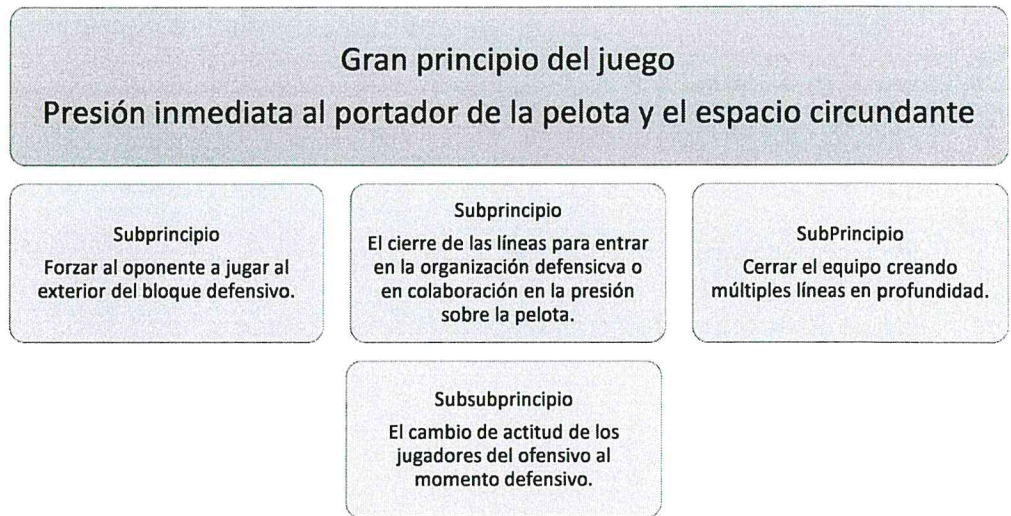 Gran principio del juego
Presión inmediata al portador de la pelota y el espacio circundante
Subprincipio
Forzar al oponente a jugar al
exterior del bloque defensivo.
Subprincipio
El cierre de las líneas para entrar
en la organización defensicva o
en colaboración en la presión
sobre la pelota.
SubPrincipio
Cerrar el equipo creando
múltiples líneas en profundidad.
Subsubprincipio
El cambio de actitud de los
jugadores del ofensivo al
momento defensivo.